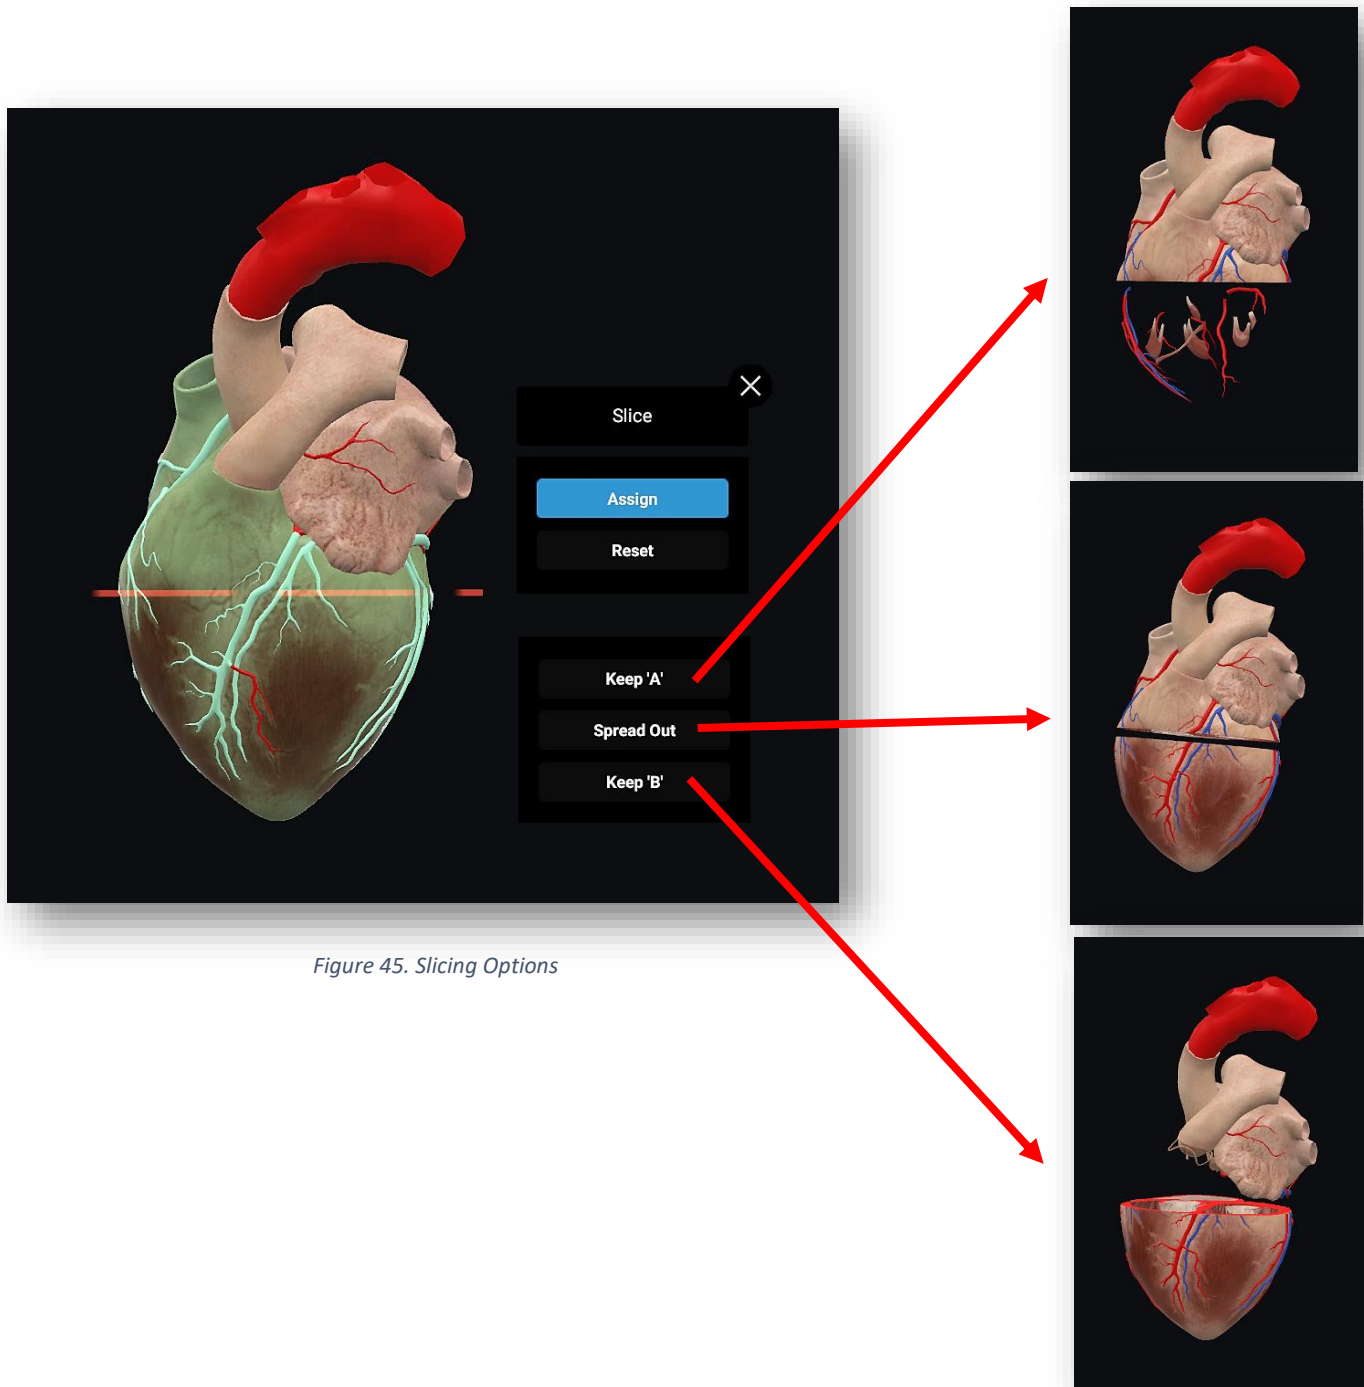 Slice
Assign
Reset
Keep 'A'
Spread Out
Keep 'B'
Figure 45. Slicing Options